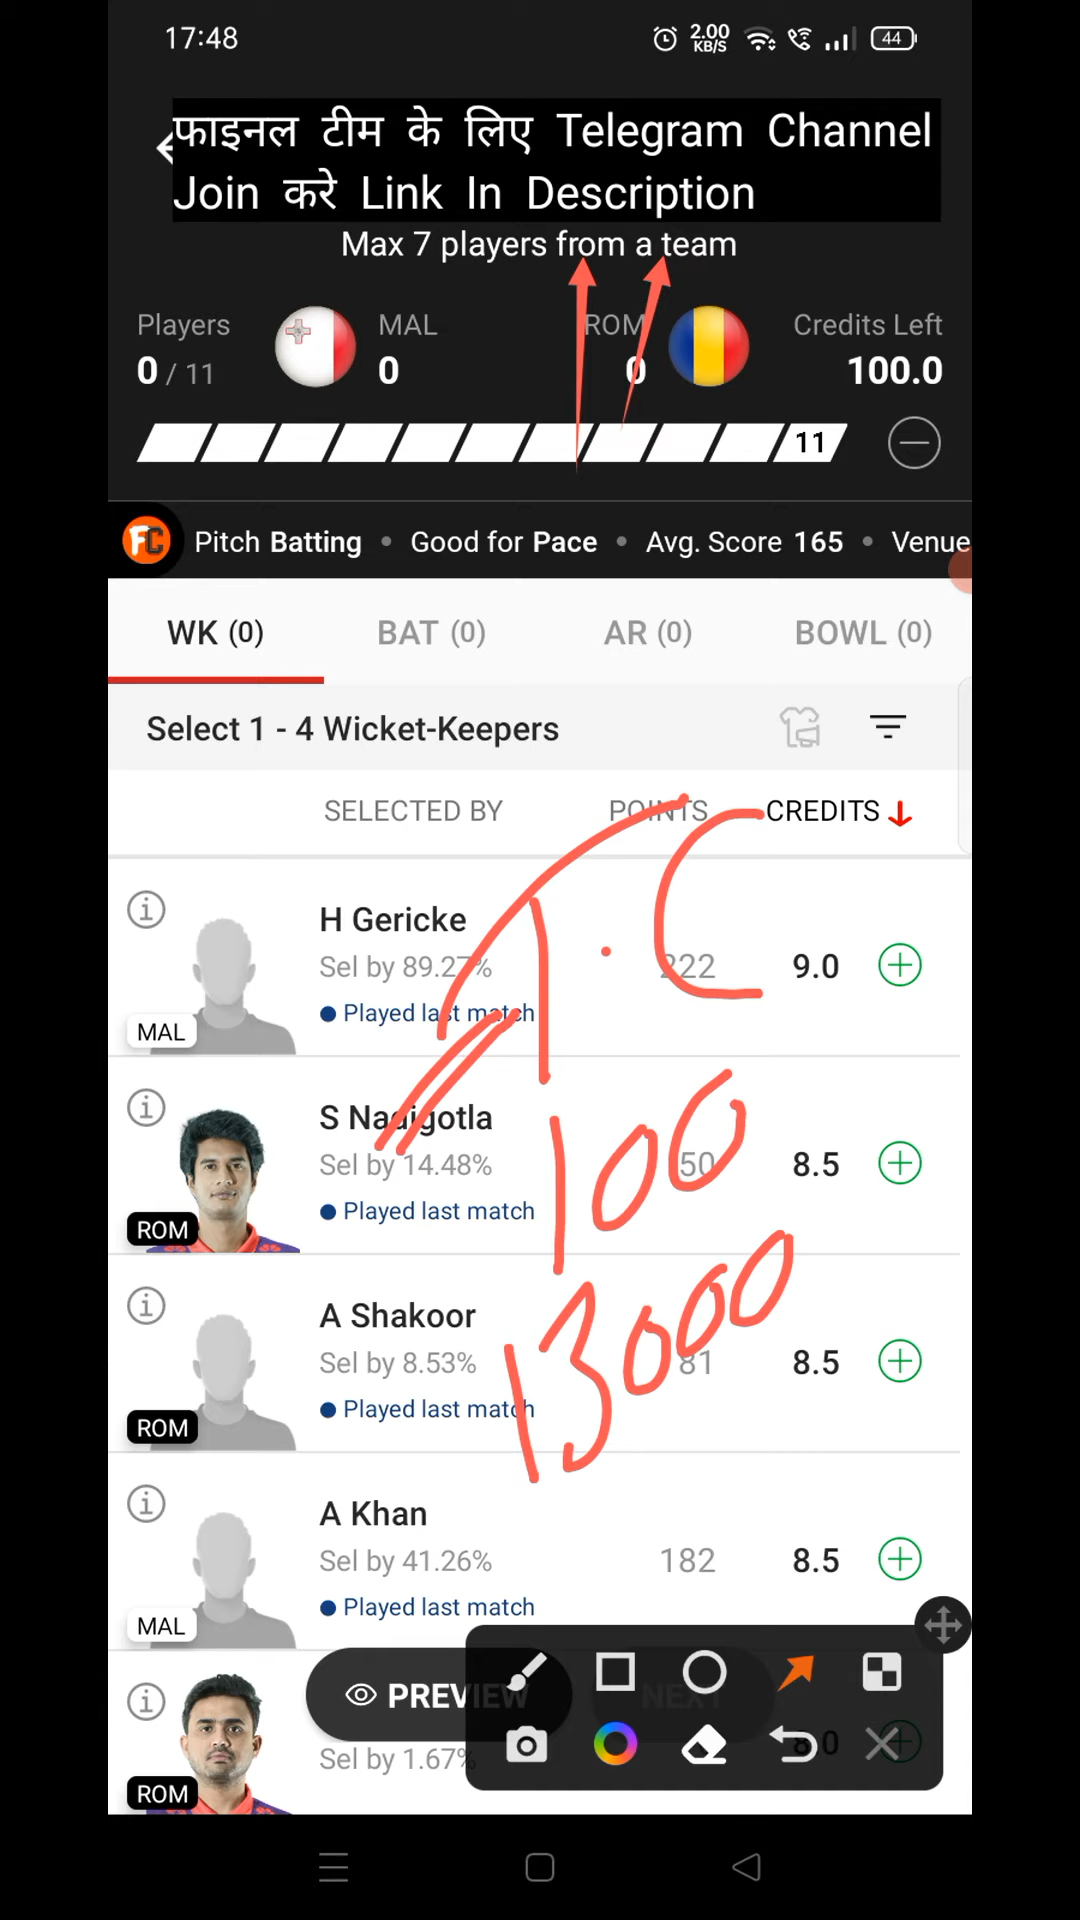 17:48
2.00 KB/S
44
फाइनल टीम के लिए Telegram Channel
Join करे Link In Description
Max 7 players from a team
Players
0 / 11
MAL
0
ROM
0
Credits Left
100.0
11
FC Pitch Batting • Good for Pace • Avg. Score 165 • Venue
WK (0) BAT (0) AR (0) BOWL (0)
Select 1 - 4 Wicket-Keepers
SELECTED BY POINTS CREDITS
H Gericke
Sel by 89.27% 222 9.0
Played last match
MAL
T.C
S Nadigotla
Sel by 14.48% 50 8.5
Played last match
ROM
100
A Shakoor
Sel by 8.53% 81 8.5
Played last match
ROM
13000
A Khan
Sel by 41.26% 182 8.5
Played last match
MAL
PREVIEW NEXT
Sel by 1.67%
ROM